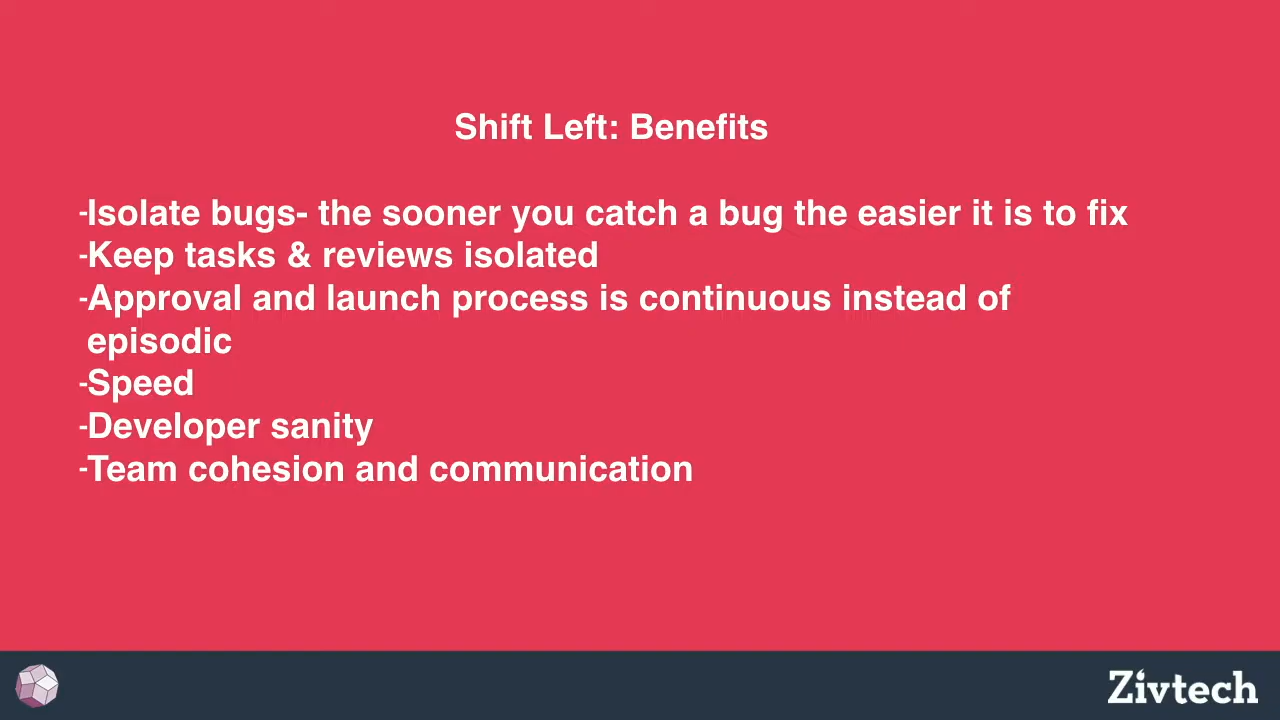 Shift Left: Benefits
-Isolate bugs- the sooner you catch a bug the easier it is to fix
-Keep tasks & reviews isolated
-Approval and launch process is continuous instead of
episodic
-Speed
-Developer sanity
-Team cohesion and communication
Zivtech